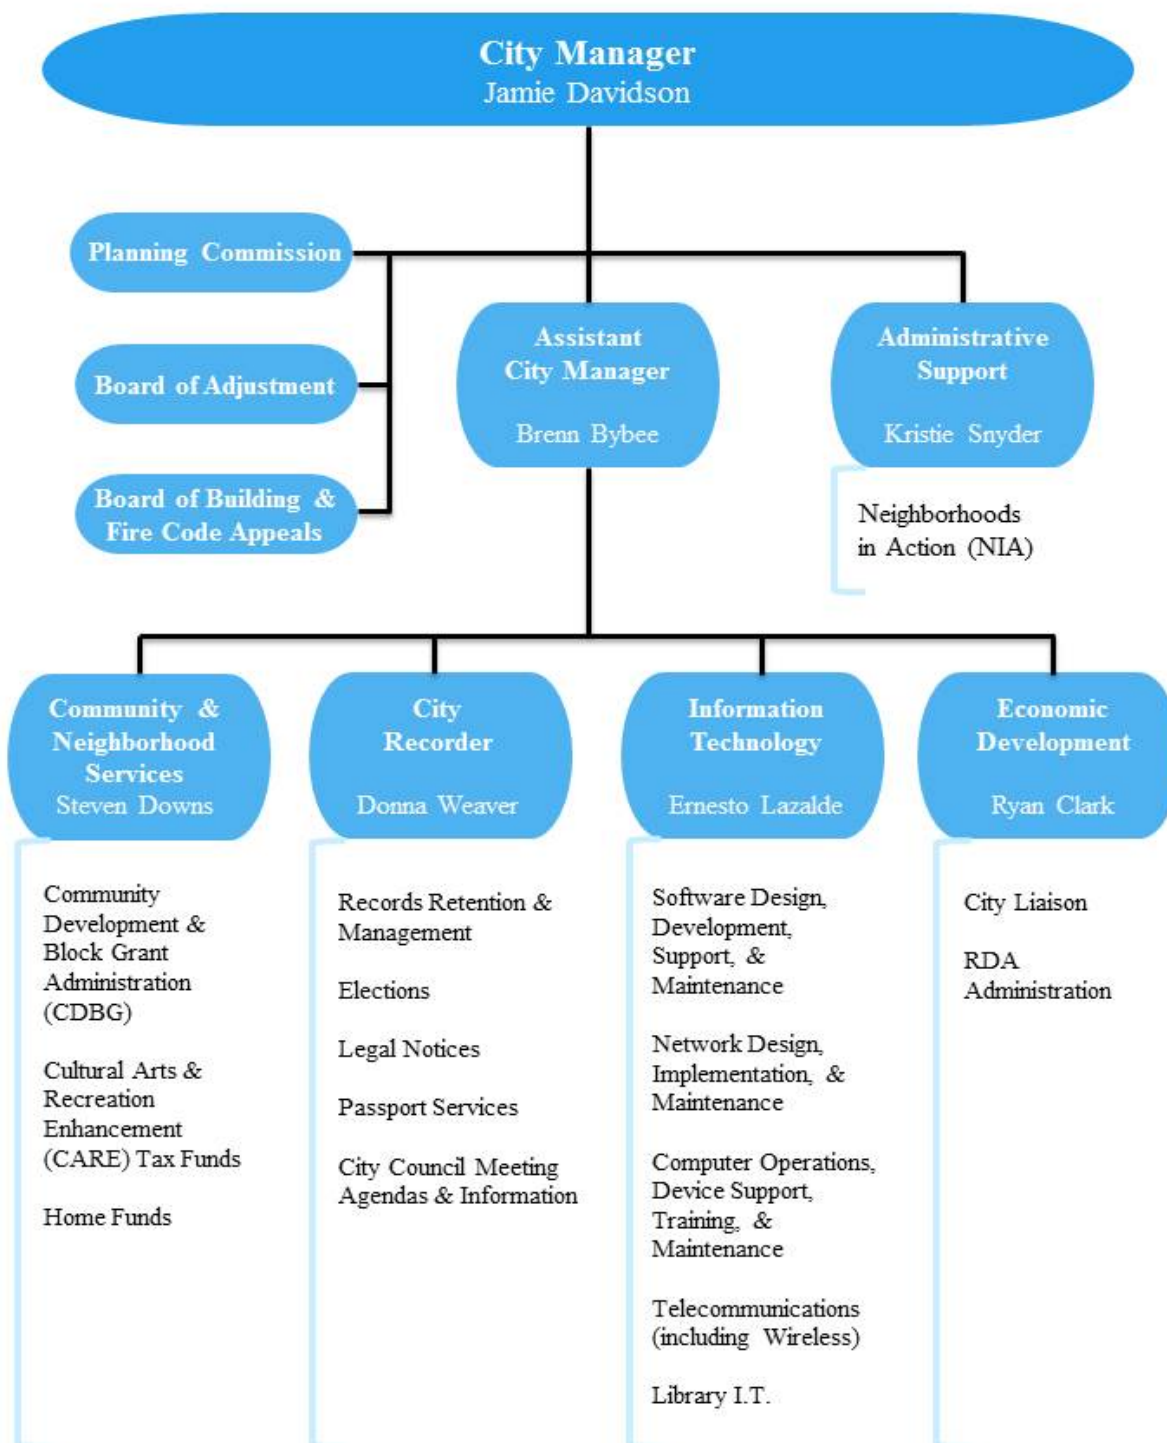 City Manager
Jamie Davidson
Planning Commission
Board of Adjustment
Board of Building &
Fire Code Appeals
Assistant
City Manager
Brenn Bybee
Administrative
Support
Kristie Snyder
Neighborhoods
in Action (NIA)
Community &
Neighborhood
Services
Steven Downs
Community
Development &
Block Grant
Administration
(CDBG)
Cultural Arts &
Recreation
Enhancement
(CARE) Tax Funds
Home Funds
City
Recorder
Donna Weaver
Records Retention &
Management
Elections
Legal Notices
Passport Services
City Council Meeting
Agendas & Information
Information
Technology
Ernesto Lazalde
Software Design,
Development,
Support, &
Maintenance
Network Design,
Implementation, &
Maintenance
Computer Operations,
Device Support,
Training, &
Maintenance
Telecommunications
(including Wireless)
Library I.T.
Economic
Development
Ryan Clark
City Liaison
RDA
Administration